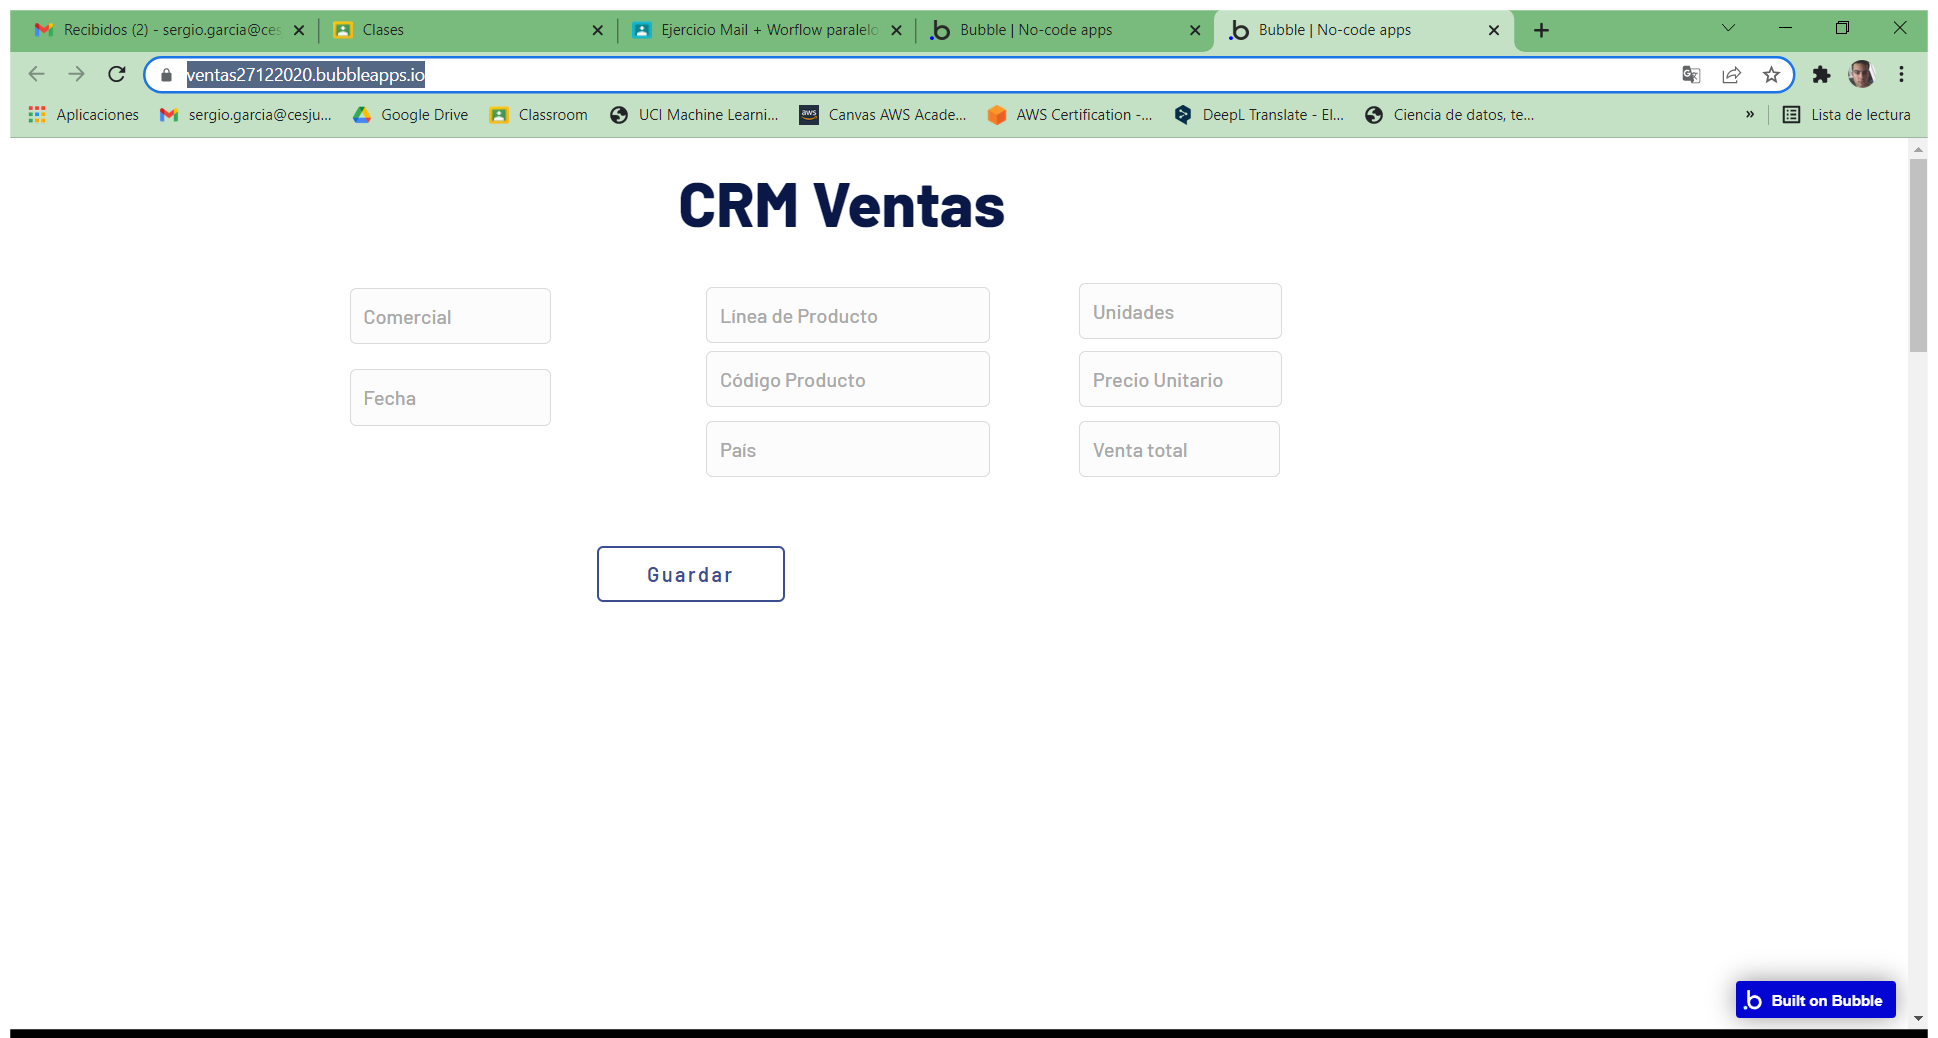 Recibidos (2) - sergio.garcia@ces
Clases
Ejercicio Mail + Worflow paralelo
Bubble | No-code apps
Bubble | No-code apps
ventas27122020.bubbleapps.io
Aplicaciones
sergio.garcia@cesju...
Google Drive
Classroom
UCI Machine Learni...
aws
Canvas AWS Acade...
AWS Certification -...
DeepL Translate - El...
Ciencia de datos, te...
»
Lista de lectura
CRM Ventas
Comercial
Línea de Producto
Unidades
Código Producto
Precio Unitario
Fecha
País
Venta total
Guardar
Built on Bubble